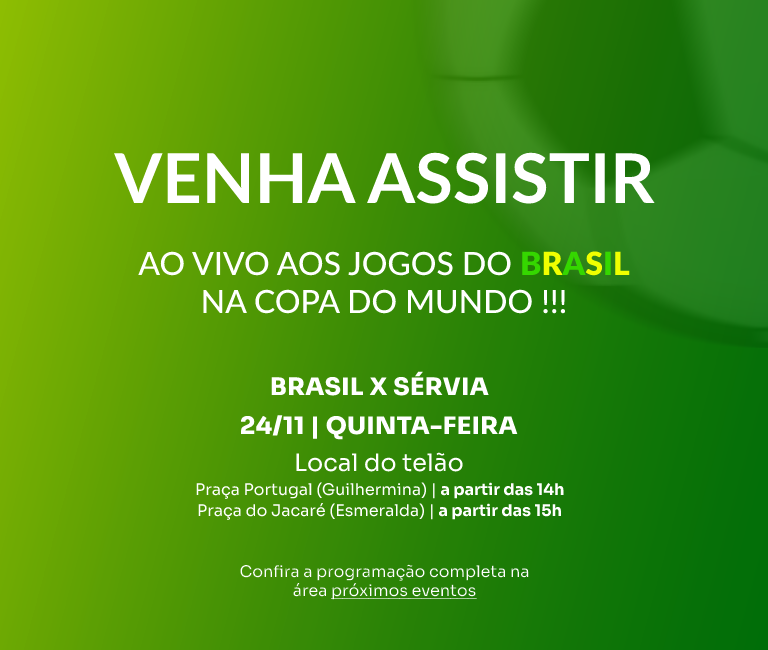 VENHA ASSISTIR
AO VIVO AOS JOGOS DO BRASIL
NA COPA DO MUNDO !!!
BRASIL X SÉRVIA
24/11 | QUINTA-FEIRA
Local do telão
Praça Portugal (Guilhermina) | a partir das 14h
Praça do Jacaré (Esmeralda) | a partir das 15h
Confira a programação completa na
área próximos eventos